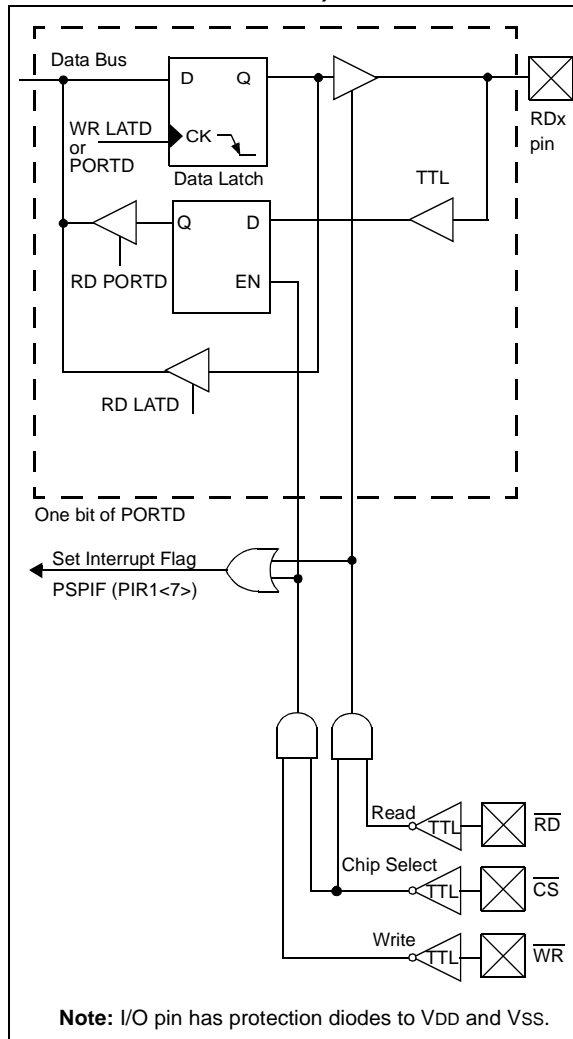 Data Bus
D Q
RDx
pin
WR LATD
or
PORTD
CK
Data Latch
TTL
Q D
RD PORTD
EN
RD LATD
One bit of PORTD
Set Interrupt Flag
PSPIF (PIR1<7>)
Read
TTL
RD
Chip Select
TTL
CS
Write
TTL
WR
Note: I/O pin has protection diodes to VDD and VSS.